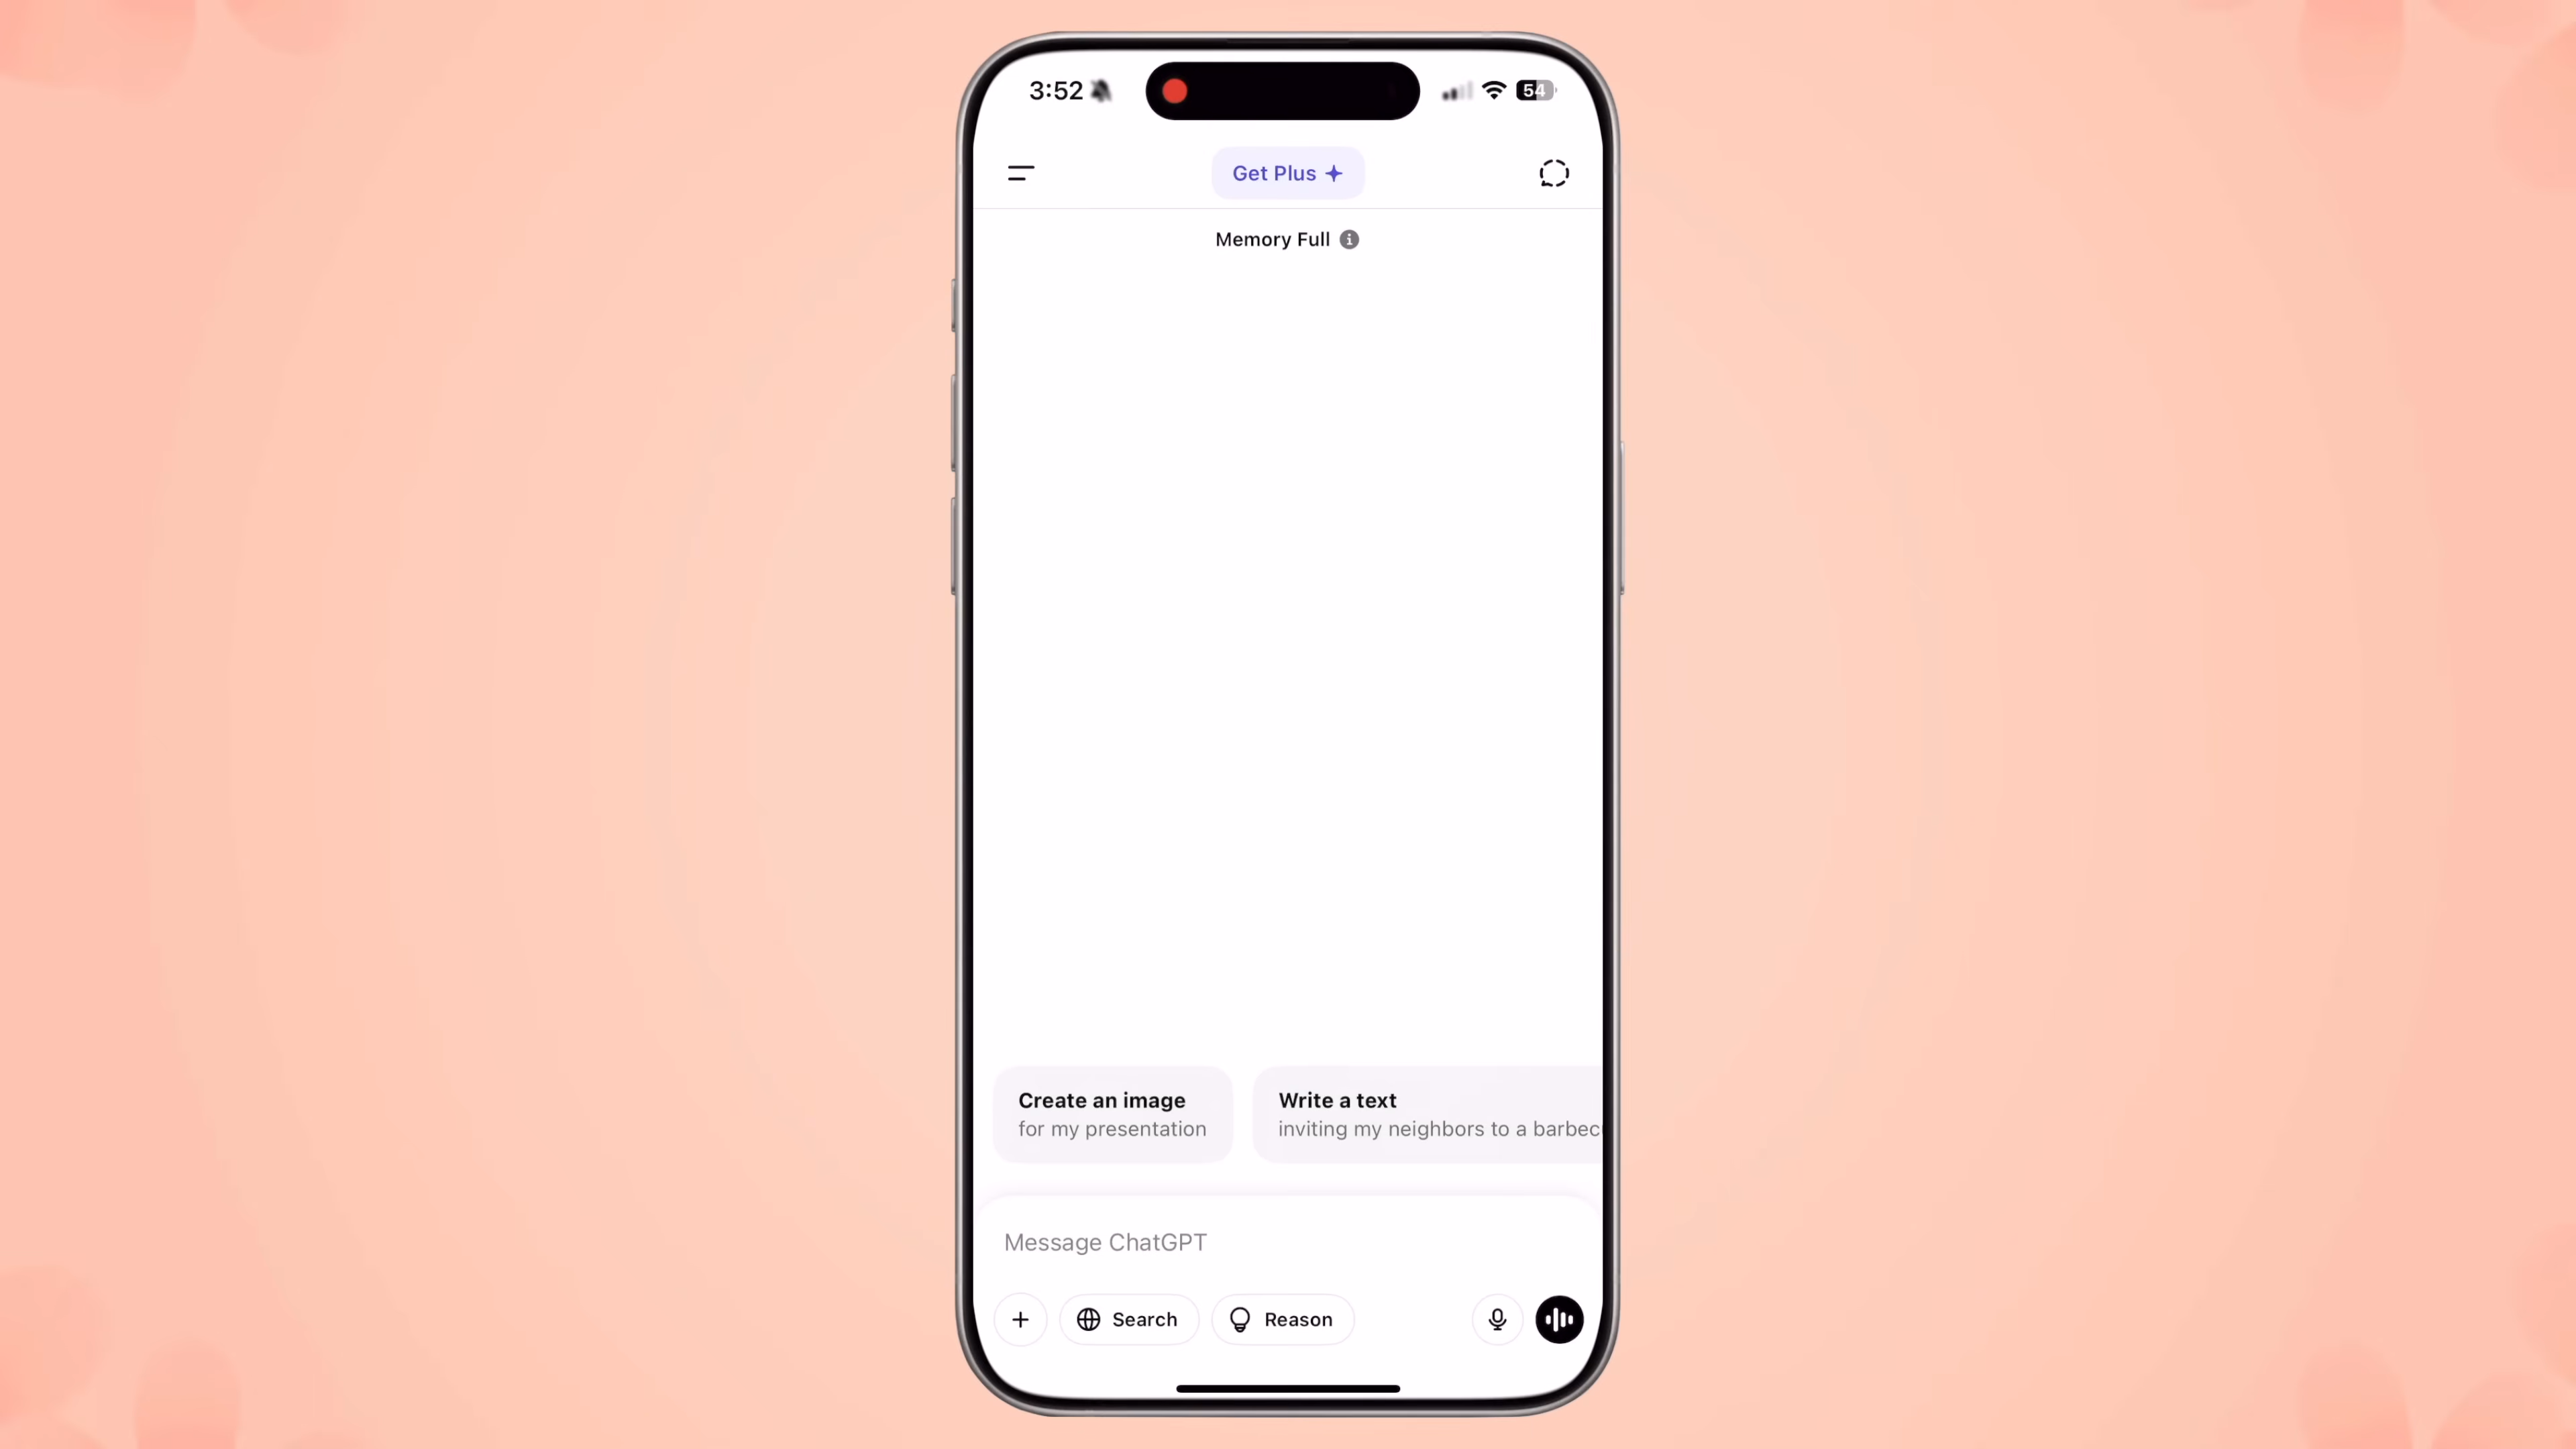 3:52
54
Get Plus
Memory Full
Create an image
for my presentation
Write a text
inviting my neighbors to a barbec
Message ChatGPT
Search
Reason